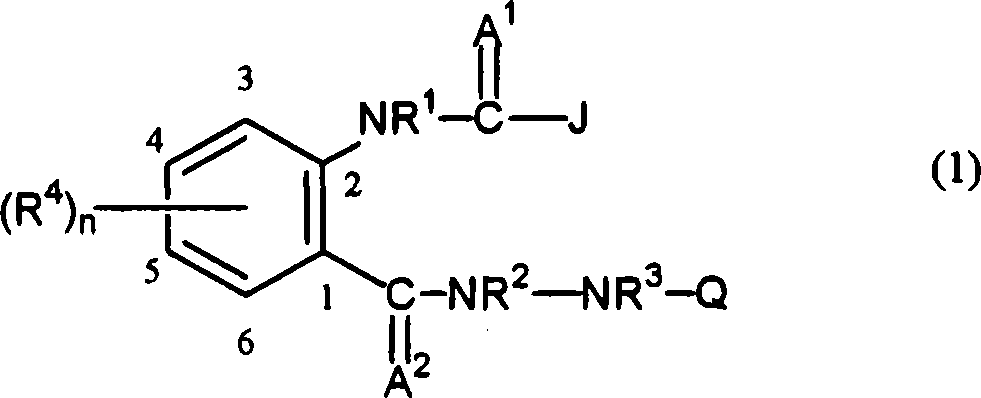 A¹
3
NR¹—C—J
4
2
(1)
(R⁴)n
5
1
C—NR²—NR³—Q
6
A²